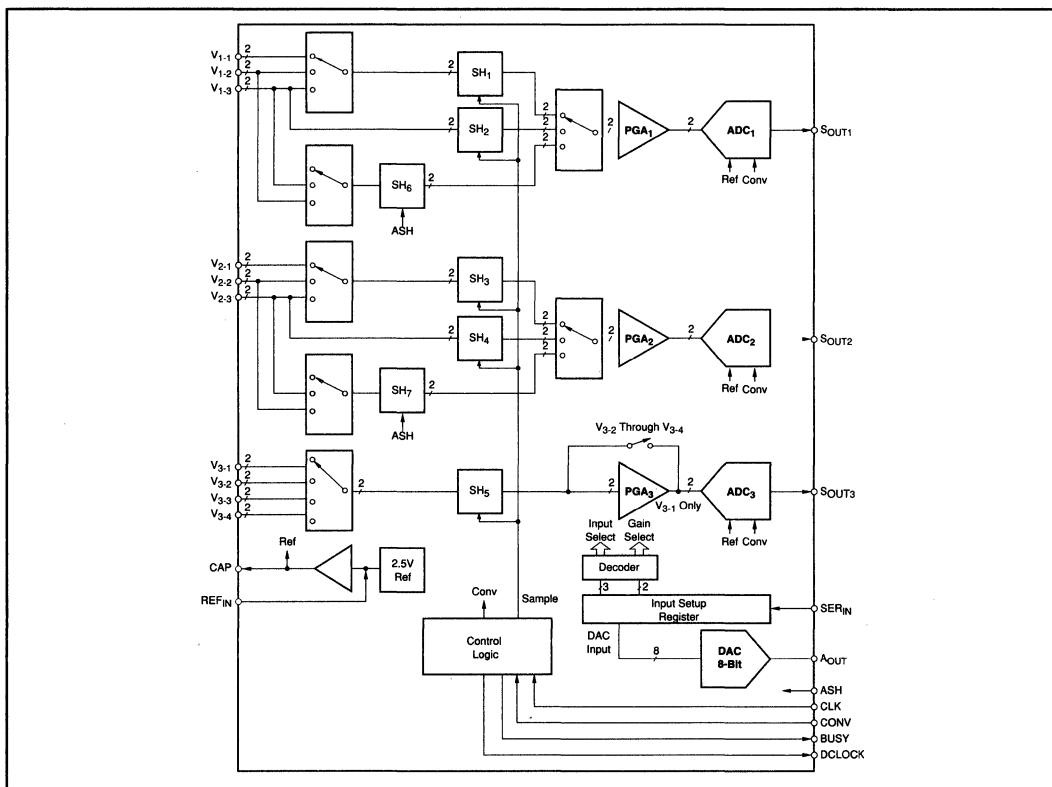 V1-1 2
V1-2 2
V1-3 2
2 SH1
2 SH2
SH6 2
ASH
2
2
2
2 PGA1 2 ADC1 SOUT1
Ref Conv
V2-1 2
V2-2 2
V2-3 2
2 SH3
2 SH4
SH7 2
ASH
2
2
2
2 PGA2 2 ADC2 SOUT2
Ref Conv
V3-1 2
V3-2 2
V3-3 2
V3-4 2
2 SH5
V3-2 Through V3-4
2 PGA3 2 ADC3 SOUT3
V3-1 Only
Ref Conv
Ref
CAP
2.5V
Ref
REFIN
Input
Select
Gain
Select
Decoder
3 2
Input Setup
Register
SERIN
Conv
Sample
Control
Logic
DAC
Input
8
DAC
8-Bit
AOUT
ASH
CLK
CONV
BUSY
DCLOCK